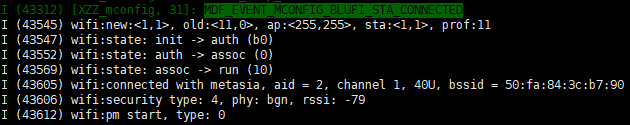 I (43312) [XZZ_mconfig, 31]: MDF_EVENT_MCONFIG_BLUFI_STA_CONNECTED
I (43545) wifi:new:<1,1>, old:<11,0>, ap:<255,255>, sta:<1,1>, prof:11
I (43547) wifi:state: init -> auth (b0)
I (43552) wifi:state: auth -> assoc (0)
I (43569) wifi:state: assoc -> run (10)
I (43605) wifi:connected with metasia, aid = 2, channel 1, 40U, bssid = 50:fa:84:3c:b7:90
I (43606) wifi:security type: 4, phy: bgn, rssi: -79
I (43612) wifi:pm start, type: 0